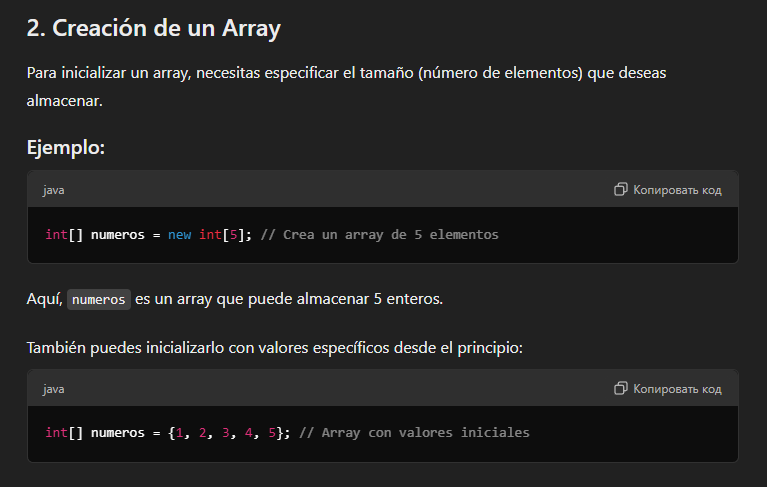 2. Creación de un Array
Para inicializar un array, necesitas especificar el tamaño (número de elementos) que deseas
almacenar.
Ejemplo:
java Копировать код
int[] numeros = new int[5]; // Crea un array de 5 elementos
Aquí, numeros es un array que puede almacenar 5 enteros.
También puedes inicializarlo con valores específicos desde el principio:
java Копировать код
int[] numeros = {1, 2, 3, 4, 5}; // Array con valores iniciales